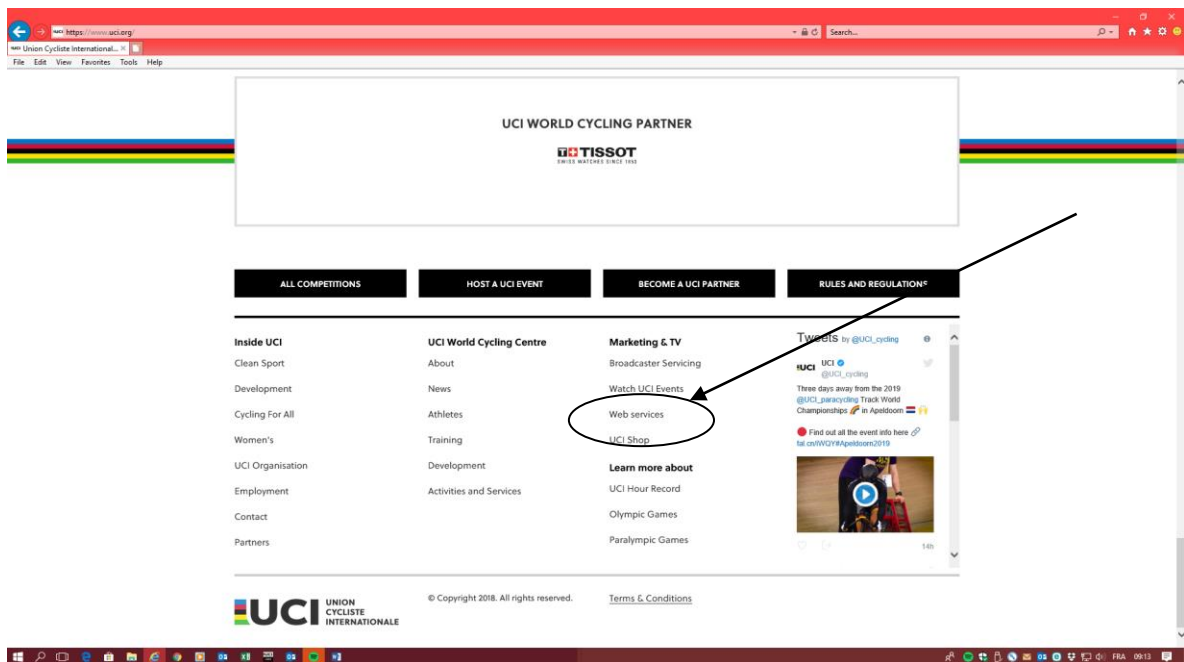 https://www.uci.org/
Search...
Union Cycliste International...
File Edit View Favorites Tools Help
UCI WORLD CYCLING PARTNER
T+ TISSOT
SWISS WATCHES SINCE 1853
ALL COMPETITIONS
HOST A UCI EVENT
BECOME A UCI PARTNER
RULES AND REGULATIONS
Inside UCI
Clean Sport
Development
Cycling For All
Women's
UCI Organisation
Employment
Contact
Partners
UCI World Cycling Centre
About
News
Athletes
Training
Development
Activities and Services
Marketing & TV
Broadcaster Servicing
Watch UCI Events
Web services
UCI Shop
Learn more about
UCI Hour Record
Olympic Games
Paralympic Games
Tweets by @UCI_cycling
UCI
UCI
@UCI_cycling
Three days away from the 2019
@UCI_paracycling Track World
Championships in Apeldoorn
Find out all the event info here
14h
UCI
UNION
CYCLISTE
INTERNATIONALE
© Copyright 2018. All rights reserved.
Terms & Conditions
FRA 09:13